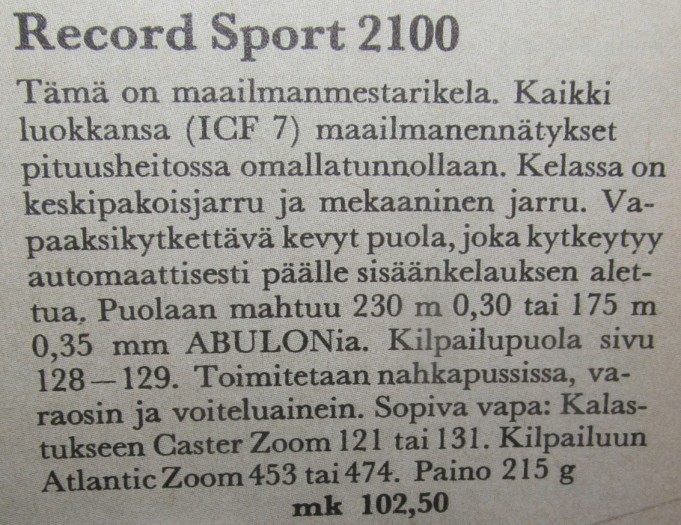 Record Sport 2100
Tämä on maailmanmestarikela. Kaikki
luokkansa (ICF 7) maailmanennätykset
pituusheitossa omallatunnollaan. Kelassa on
keskipakoisjarru ja mekaaninen jarru. Va-
paaksikytkettävä kevyt puola, joka kytkeytyy
automaattisesti päälle sisäänkelauksen alet-
tua. Puolaan mahtuu 230 m 0,30 tai 175 m
0,35 mm ABULONia. Kilpailupuola sivu
128—129. Toimitetaan nahkapussissa, va-
raosin ja voiteluainein. Sopiva vapa: Kalas-
tukseen Caster Zoom 121 tai 131. Kilpailuun
Atlantic Zoom 453 tai 474. Paino 215 g
mk 102,50